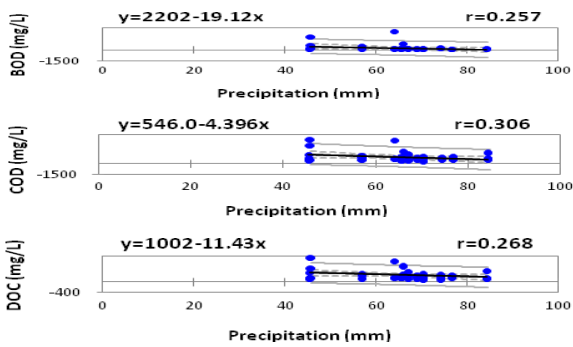 y=2202-19.12x r=0.257
BOD (mg/L)
-1500
0 20 40 60 80 100
Precipitation (mm)
y=546.0-4.396x r=0.306
COD (mg/L)
-1500
0 20 40 60 80 100
Precipitation (mm)
y=1002-11.43x r=0.268
DOC (mg/L)
-400
0 20 40 60 80 100
Precipitation (mm)